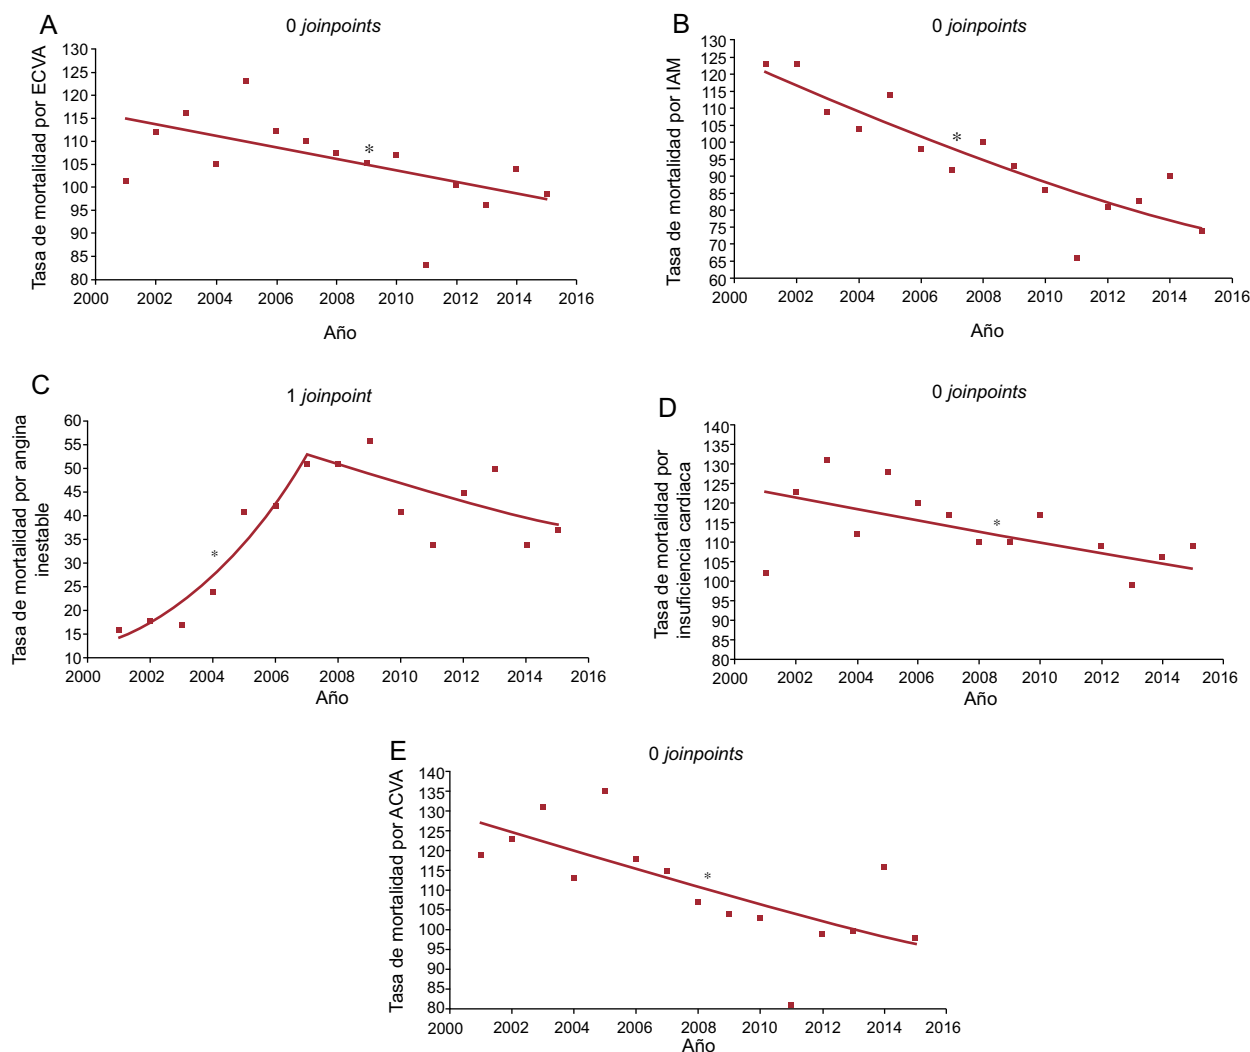 A
0 joinpoints
Tasa de mortalidad por ECVA
130
125
120
115
110
105
100
95
90
85
80
*
2000 2002 2004 2006 2008 2010 2012 2014 2016
Año
B
0 joinpoints
Tasa de mortalidad por IAM
130
125
120
115
110
105
100
95
90
85
80
75
70
65
60
*
2000 2002 2004 2006 2008 2010 2012 2014 2016
Año
C
1 joinpoint
Tasa de mortalidad por angina
inestable
60
55
50
45
40
35
30
25
20
15
10
*
2000 2002 2004 2006 2008 2010 2012 2014 2016
Año
D
0 joinpoints
Tasa de mortalidad por
insuficiencia cardiaca
140
135
130
125
120
115
110
105
100
95
90
85
80
*
2000 2002 2004 2006 2008 2010 2012 2014 2016
Año
E
0 joinpoints
Tasa de mortalidad por ACVA
140
135
130
125
120
115
110
105
100
95
90
85
80
*
2000 2002 2004 2006 2008 2010 2012 2014 2016
Año